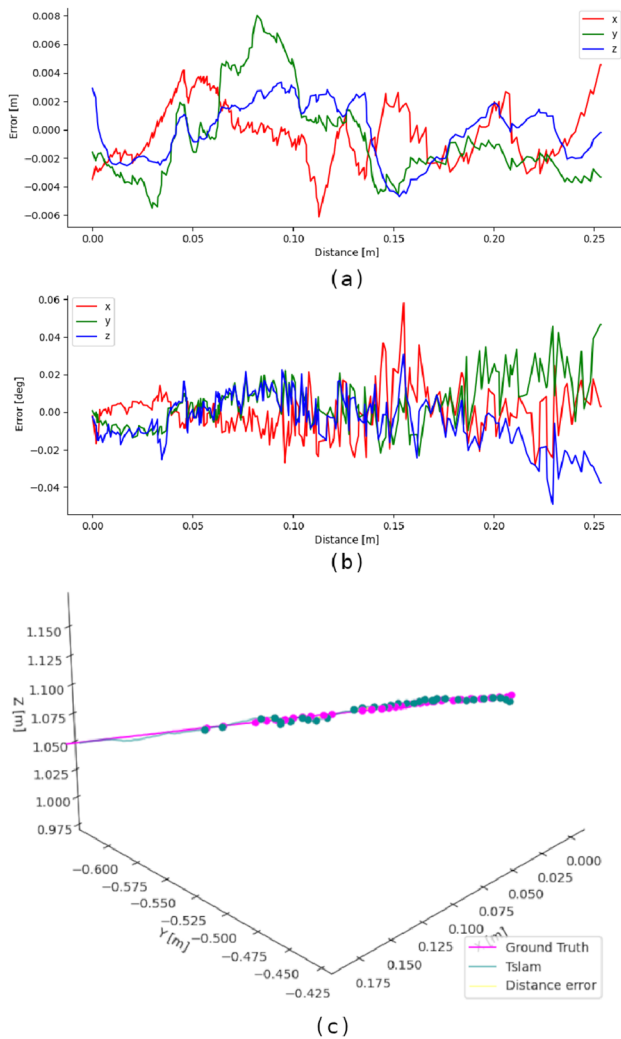 0.008
0.006
0.004
0.002
0.000
−0.002
−0.004
−0.006
Error [m]
x
y
z
0.00 0.05 0.10 0.15 0.20 0.25
Distance [m]
(a)
0.06
0.04
0.02
0.00
−0.02
−0.04
Error [deg]
x
y
z
0.00 0.05 0.10 0.15 0.20 0.25
Distance [m]
(b)
1.150
1.125
1.100
1.075
1.050
1.025
1.000
0.975
Z [m]
−0.600
−0.575
−0.550
−0.525
−0.500
−0.475
−0.450
−0.425
Y [m]
0.000
0.025
0.050
0.075
0.100
0.125
0.150
0.175
[m]
Ground Truth
Tslam
Distance error
(c)